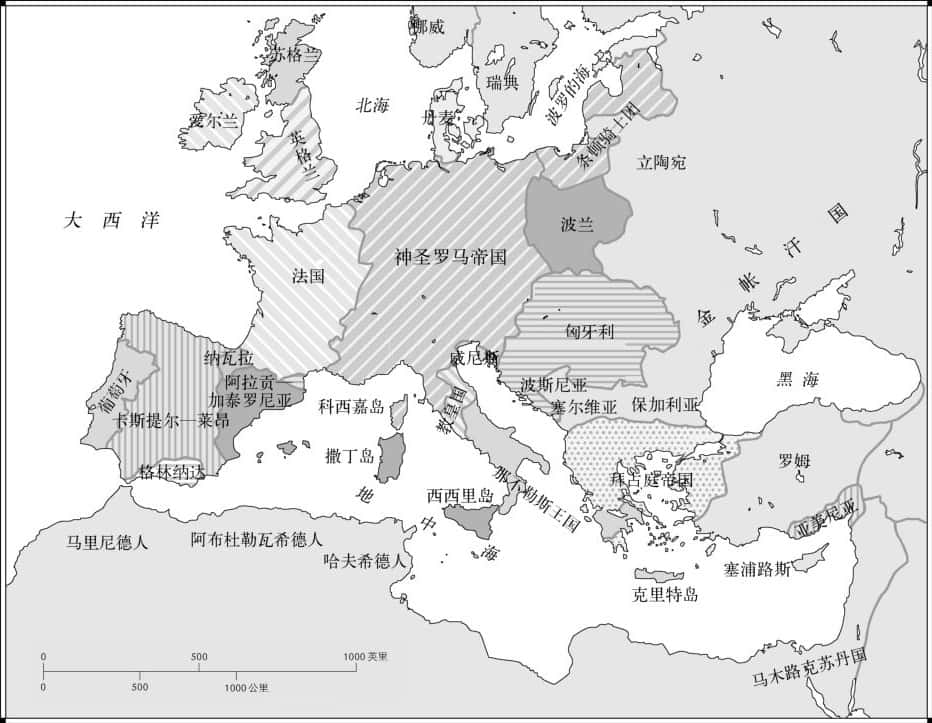 挪威
苏格兰
瑞典
波罗的海
北海
丹麦
爱尔兰
英格兰
条顿骑士团
立陶宛
大西洋
波兰
金帐汗国
神圣罗马帝国
法国
匈牙利
纳瓦拉
威尼斯
黑海
阿拉贡
加泰罗尼亚
波斯尼亚
葡萄牙
科西嘉岛
教皇国
塞尔维亚
保加利亚
卡斯提尔—莱昂
撒丁岛
罗姆
格林纳达
那不勒斯王国
拜占庭帝国
西西里岛
地中海
亚美尼亚
马里尼德人
阿布杜勒瓦希德人
哈夫希德人
塞浦路斯
克里特岛
马木路克苏丹国
0 500 1000 英里
0 500 1000 公里